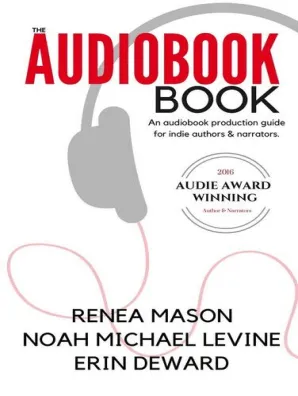 THE
AUDIOBOOK
BOOK
An audiobook production guide
for indie authors & narrators.
2016
AUDIE AWARD
WINNING
Author & Narrators
RENEA MASON
NOAH MICHAEL LEVINE
ERIN DEWARD